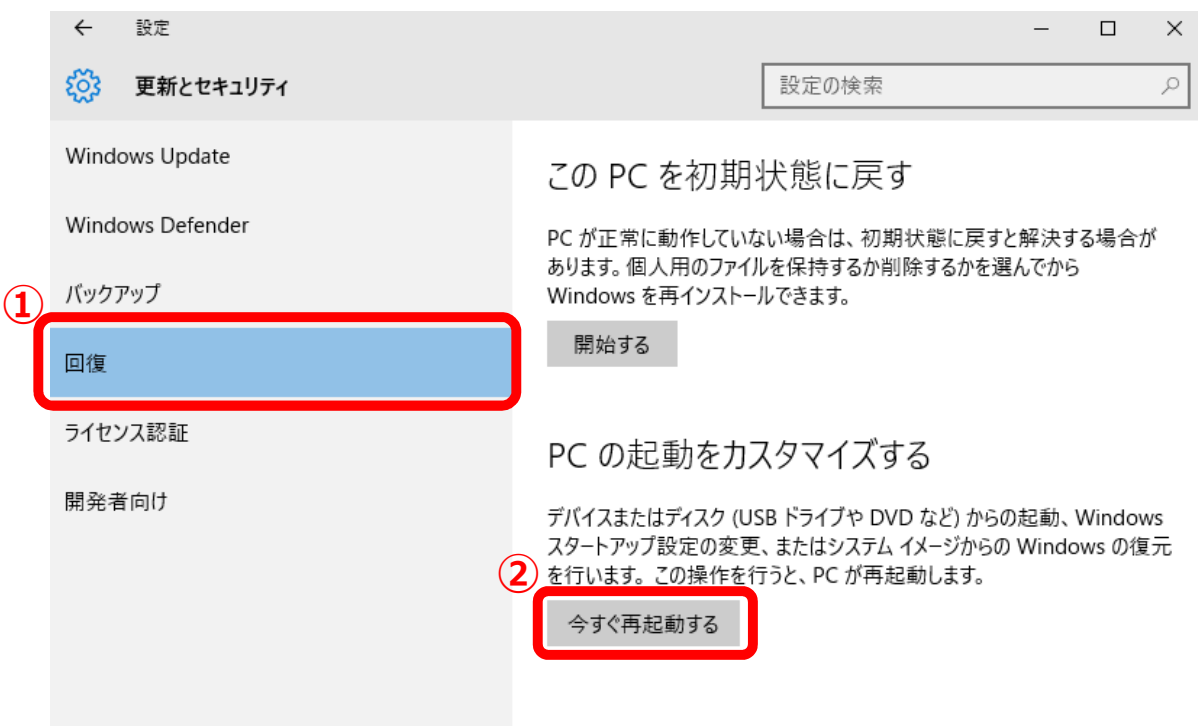 設定
更新とセキュリティ
設定の検索
Windows Update
Windows Defender
バックアップ
①
回復
ライセンス認証
開発者向け
この PC を初期状態に戻す
PC が正常に動作していない場合は、初期状態に戻すと解決する場合が
あります。個人用のファイルを保持するか削除するかを選んでから
Windows を再インストールできます。
開始する
PC の起動をカスタマイズする
デバイスまたはディスク (USB ドライブや DVD など) からの起動、Windows
スタートアップ設定の変更、またはシステム イメージからの Windows の復元
を行います。この操作を行うと、PC が再起動します。
②
今すぐ再起動する